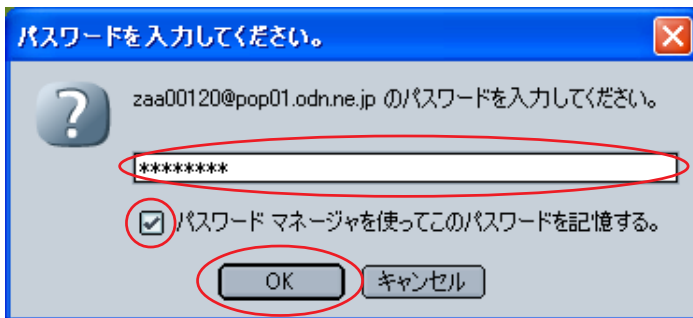 パスワードを入力してください。
zaa00120@pop01.odn.ne.jp のパスワードを入力してください。
********
パスワード マネージャを使ってこのパスワードを記憶する。
OK キャンセル